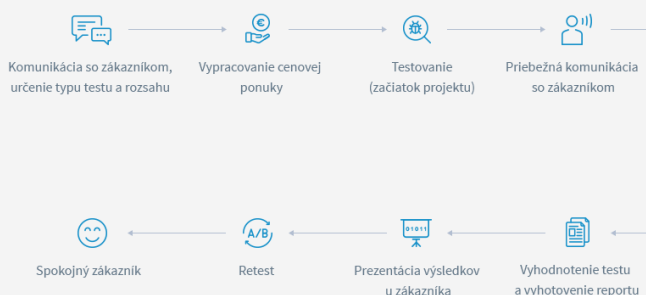 Komunikácia so zákazníkom,
určenie typu testu a rozsahu
Vypracovanie cenovej
ponuky
Testovanie
(začiatok projektu)
Priebežná komunikácia
so zákazníkom
Spokojný zákazník
A/B
Retest
01011
Prezentácia výsledkov
u zákazníka
Vyhodnotenie testu
a vyhotovenie reportu